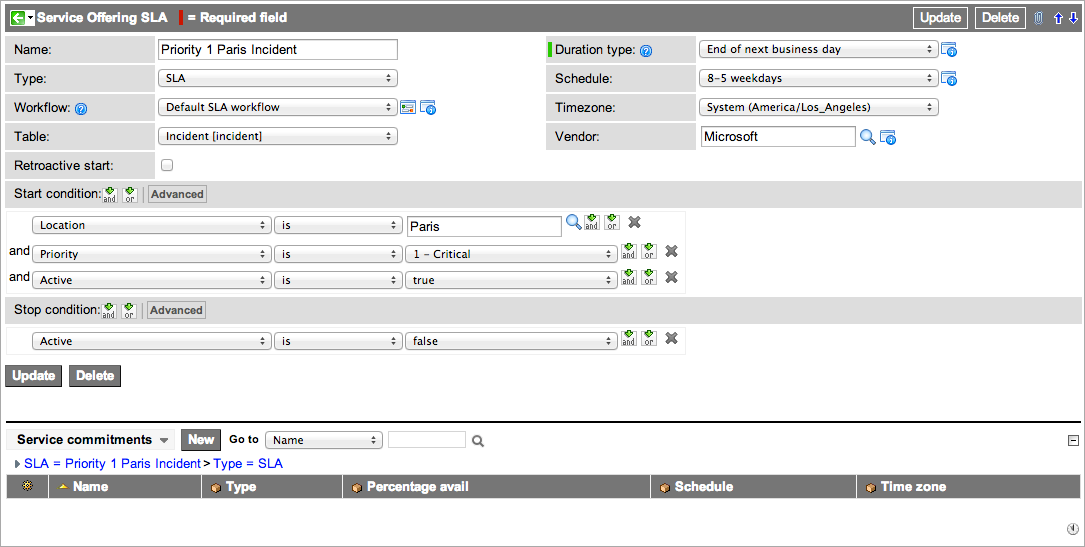 Service Offering SLA = Required field Update Delete
Name: Priority 1 Paris Incident Duration type: End of next business day
Type: SLA Schedule: 8-5 weekdays
Workflow: Default SLA workflow Timezone: System (America/Los_Angeles)
Table: Incident [incident] Vendor: Microsoft
Retroactive start:
Start condition: and or Advanced
Location is Paris and or
and Priority is 1 - Critical and or
and Active is true and or
Stop condition: and or Advanced
Active is false and or
Update Delete
Service commitments New Go to Name
SLA = Priority 1 Paris Incident > Type = SLA
Name Type Percentage avail Schedule Time zone